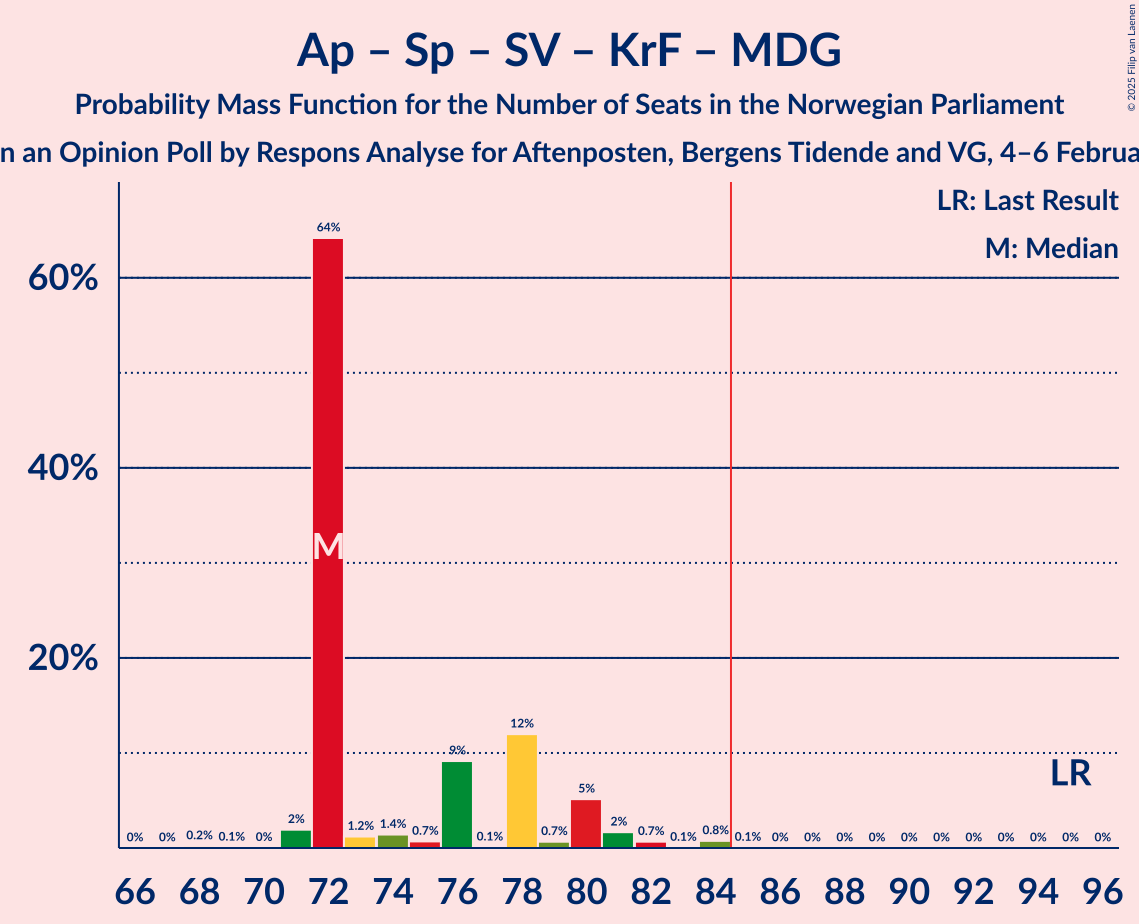 Ap – Sp – SV – KrF – MDG
Probability Mass Function for the Number of Seats in the Norwegian Parliament
n an Opinion Poll by Respons Analyse for Aftenposten, Bergens Tidende and VG, 4–6 Februa
© 2025 Filip van Laenen
LR: Last Result
M: Median
60%
40%
20%
0% 0% 0.2% 0.1% 0% 2% 64% 1.2% 1.4% 0.7% 9% 0.1% 12% 0.7% 5% 2% 0.7% 0.1% 0.8% 0.1% 0% 0% 0% 0% 0% 0% 0% 0% 0% 0% 0%
M
LR
66 68 70 72 74 76 78 80 82 84 86 88 90 92 94 96